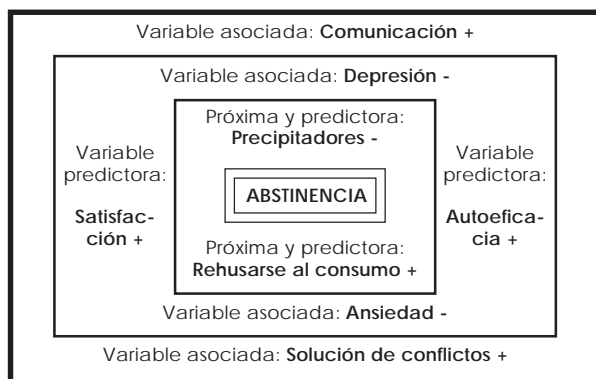 Variable asociada: Comunicación +
Variable asociada: Depresión -
Próxima y predictora:
Precipitadores -
Variable
predictora:
Satisfac-
ción +
ABSTINENCIA
Variable
predictora:
Autoefica-
cia +
Próxima y predictora:
Rehusarse al consumo +
Variable asociada: Ansiedad -
Variable asociada: Solución de conflictos +